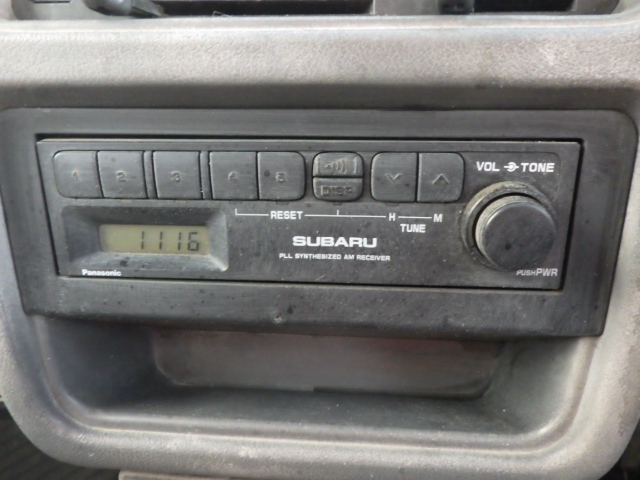 1 2 3 4 5
DISP
VOL TONE
RESET H M
TUNE
1116
SUBARU
PLL SYNTHESIZED AM RECEIVER
Panasonic
PUSH PWR